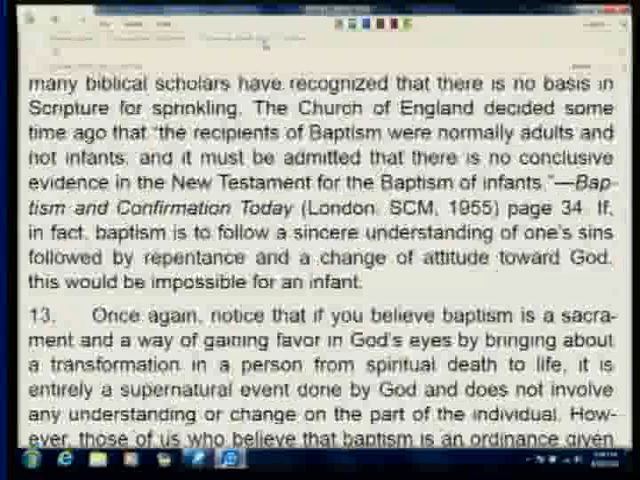 many biblical scholars have recognized that there is no basis in
Scripture for sprinkling. The Church of England decided some
time ago that "the recipients of Baptism were normally adults and
not infants; and it must be admitted that there is no conclusive
evidence in the New Testament for the Baptism of infants."—Bap-
tism and Confirmation Today (London: SCM, 1955) page 34. If,
in fact, baptism is to follow a sincere understanding of one's sins
followed by repentance and a change of attitude toward God,
this would be impossible for an infant.
13. Once again, notice that if you believe baptism is a sacra-
ment and a way of gaining favor in God's eyes by bringing about
a transformation in a person from spiritual death to life, it is
entirely a supernatural event done by God and does not involve
any understanding or change on the part of the individual. How-
ever, those of us who believe that baptism is an ordinance given